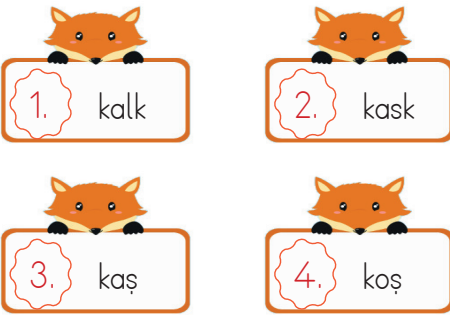 1. kalk
2. kask
3. kaş
4. koş